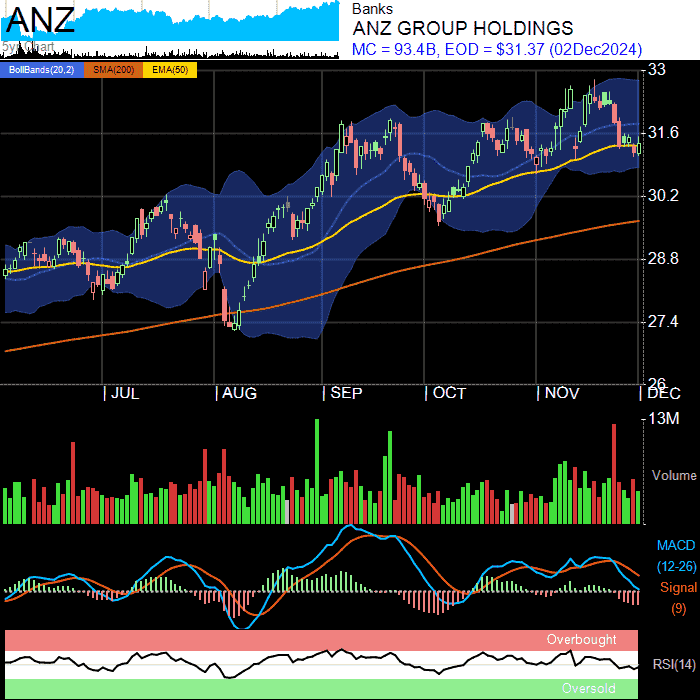 ANZ
5yr Chart
Banks
ANZ GROUP HOLDINGS
MC = 93.4B, EOD = $31.37 (02Dec2024)
BollBands(20,2) SMA(200) EMA(50)
33
31.6
30.2
28.8
27.4
26
JUL AUG SEP OCT NOV DEC
13M
Volume
MACD
(12-26)
Signal
(9)
Overbought
RSI(14)
Oversold